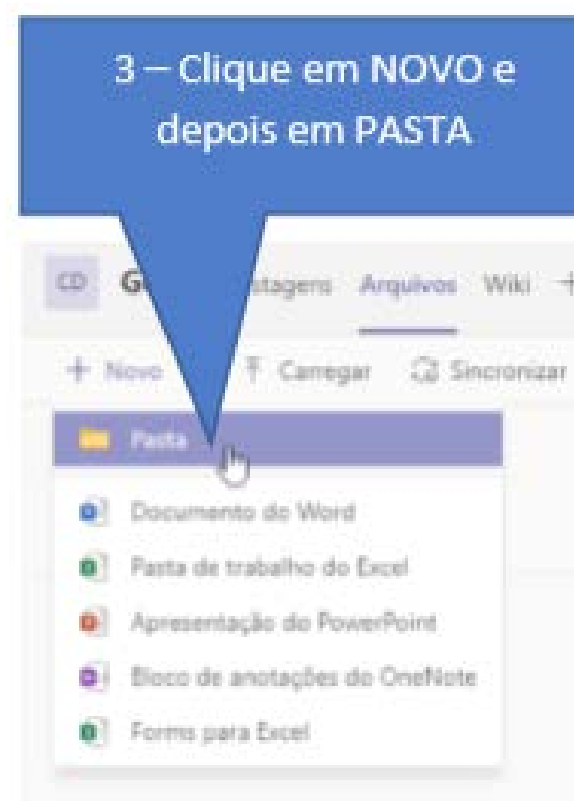 3 – Clique em NOVO e
depois em PASTA
CD stagens Arquivos Wiki +
+ Novo Carregar Sincronizar
Pasta
Documento do Word
Pasta de trabalho do Excel
Apresentação do PowerPoint
Bloco de anotações do OneNote
Forms para Excel